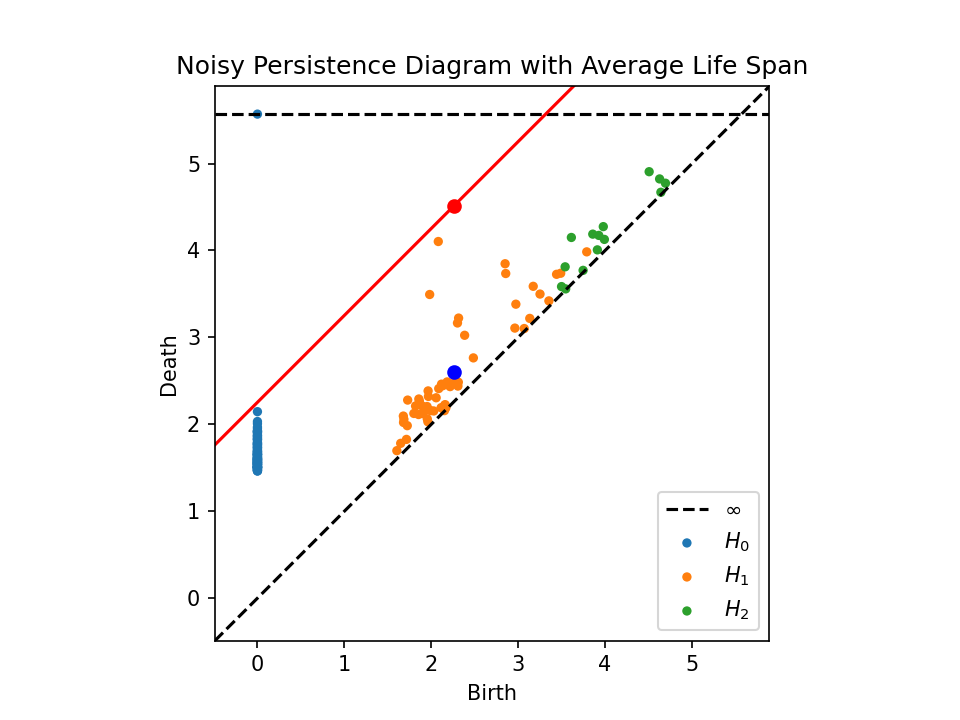 Noisy Persistence Diagram with Average Life Span
Death
5
4
3
2
1
0
∞
H₀
H₁
H₂
0 1 2 3 4 5
Birth